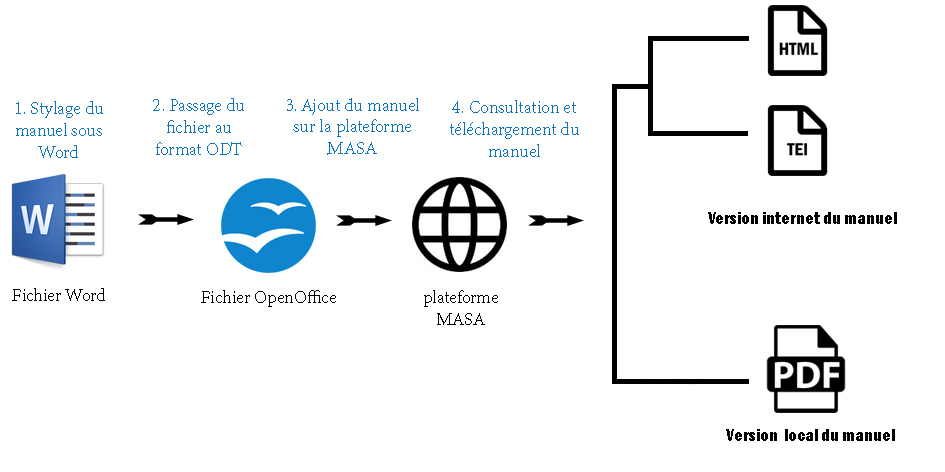 1. Stylage du
manuel sous
Word
2. Passage du
fichier au
format ODT
3. Ajout du manuel
sur la plateforme
MASA
4. Consultation et
téléchargement du
manuel
W
Fichier Word
Fichier OpenOffice
plateforme
MASA
HTML
TEI
Version internet du manuel
PDF
Version local du manuel